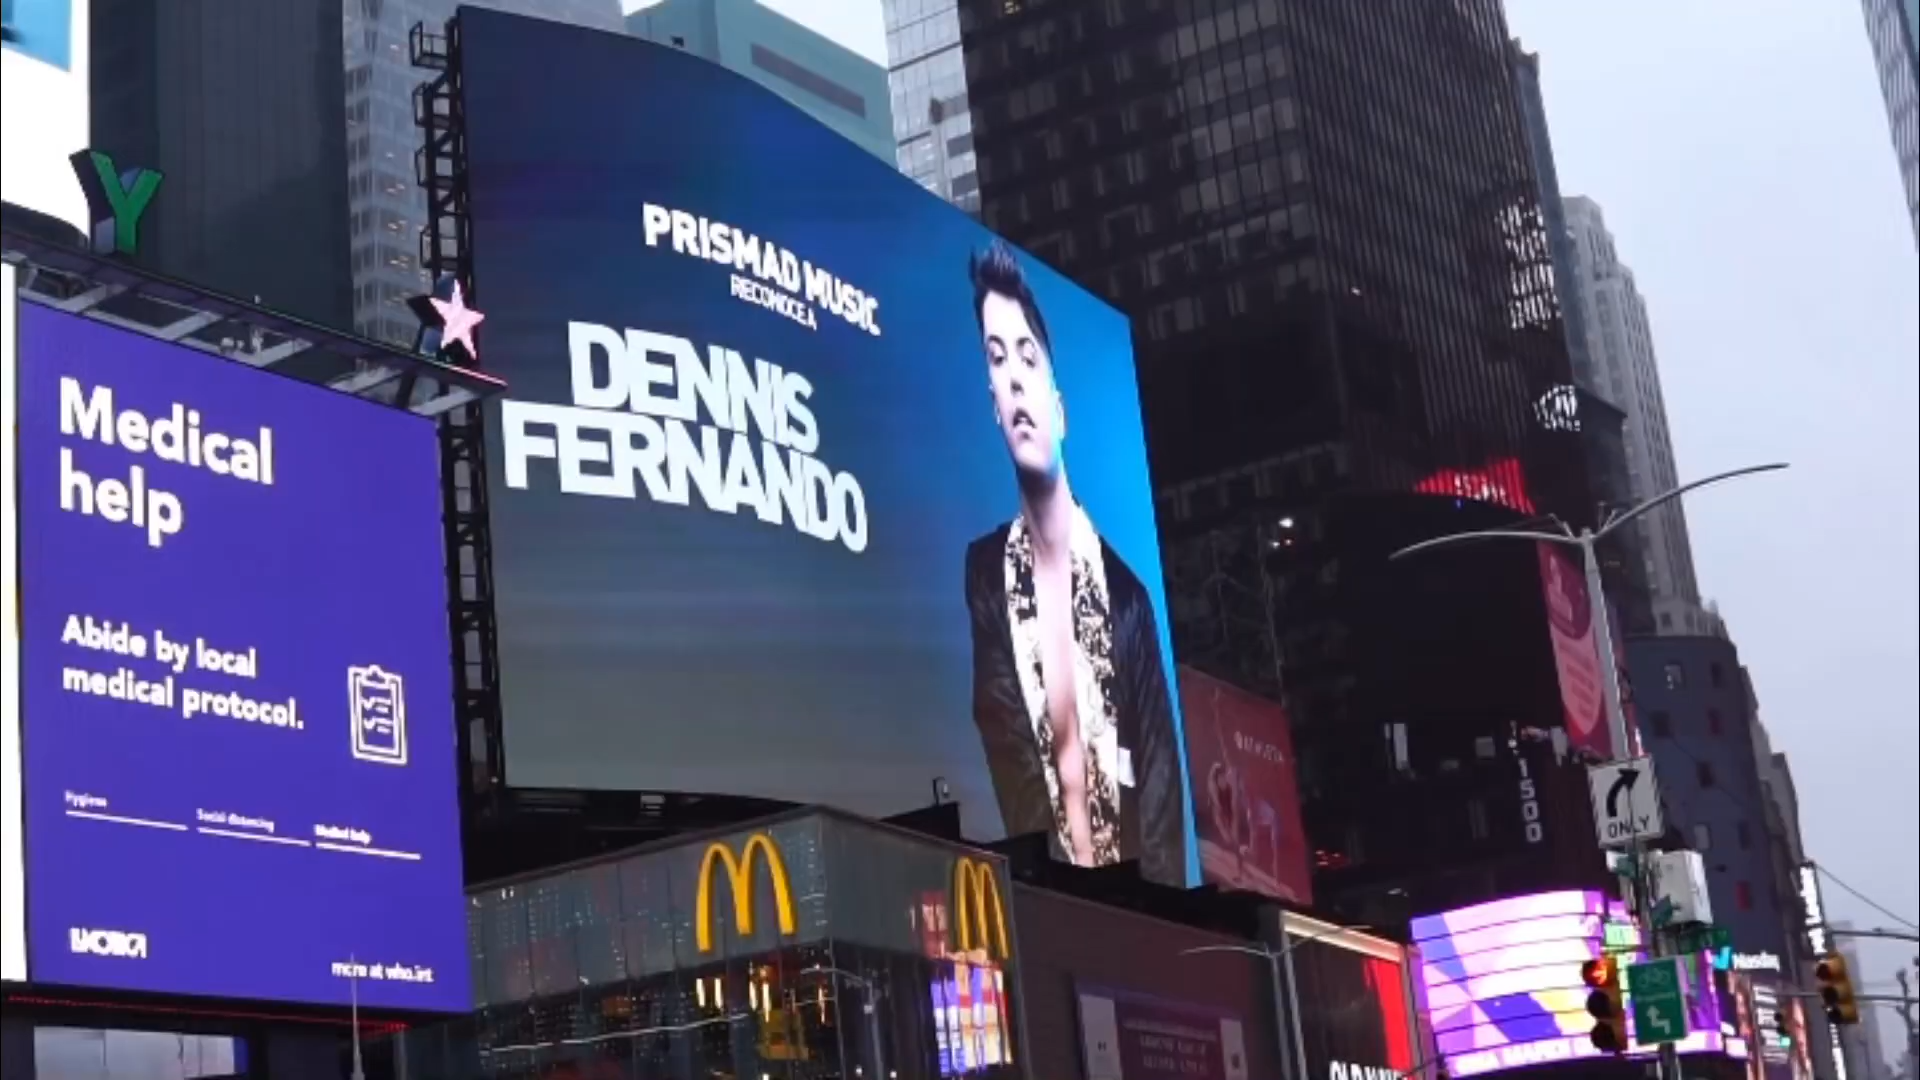 Y
PRISMAD MUSIC
RECONOCE A
DENNIS
FERNANDO
Medical
help
Abide by local
medical protocol.
Hygiene
Social distancing
Medical help
more at who.int
1500
ONLY
Nasdaq